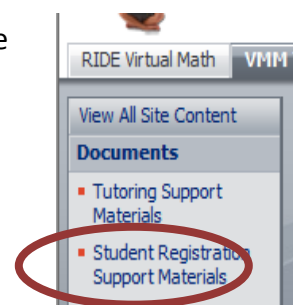 e
RIDE Virtual Math VMM
View All Site Content
Documents
Tutoring Support
Materials
Student Registration
Support Materials